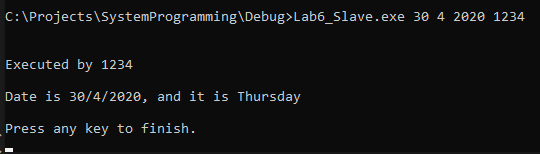 C:\Projects\SystemProgramming\Debug>Lab6_Slave.exe 30 4 2020 1234
Executed by 1234
Date is 30/4/2020, and it is Thursday
Press any key to finish.